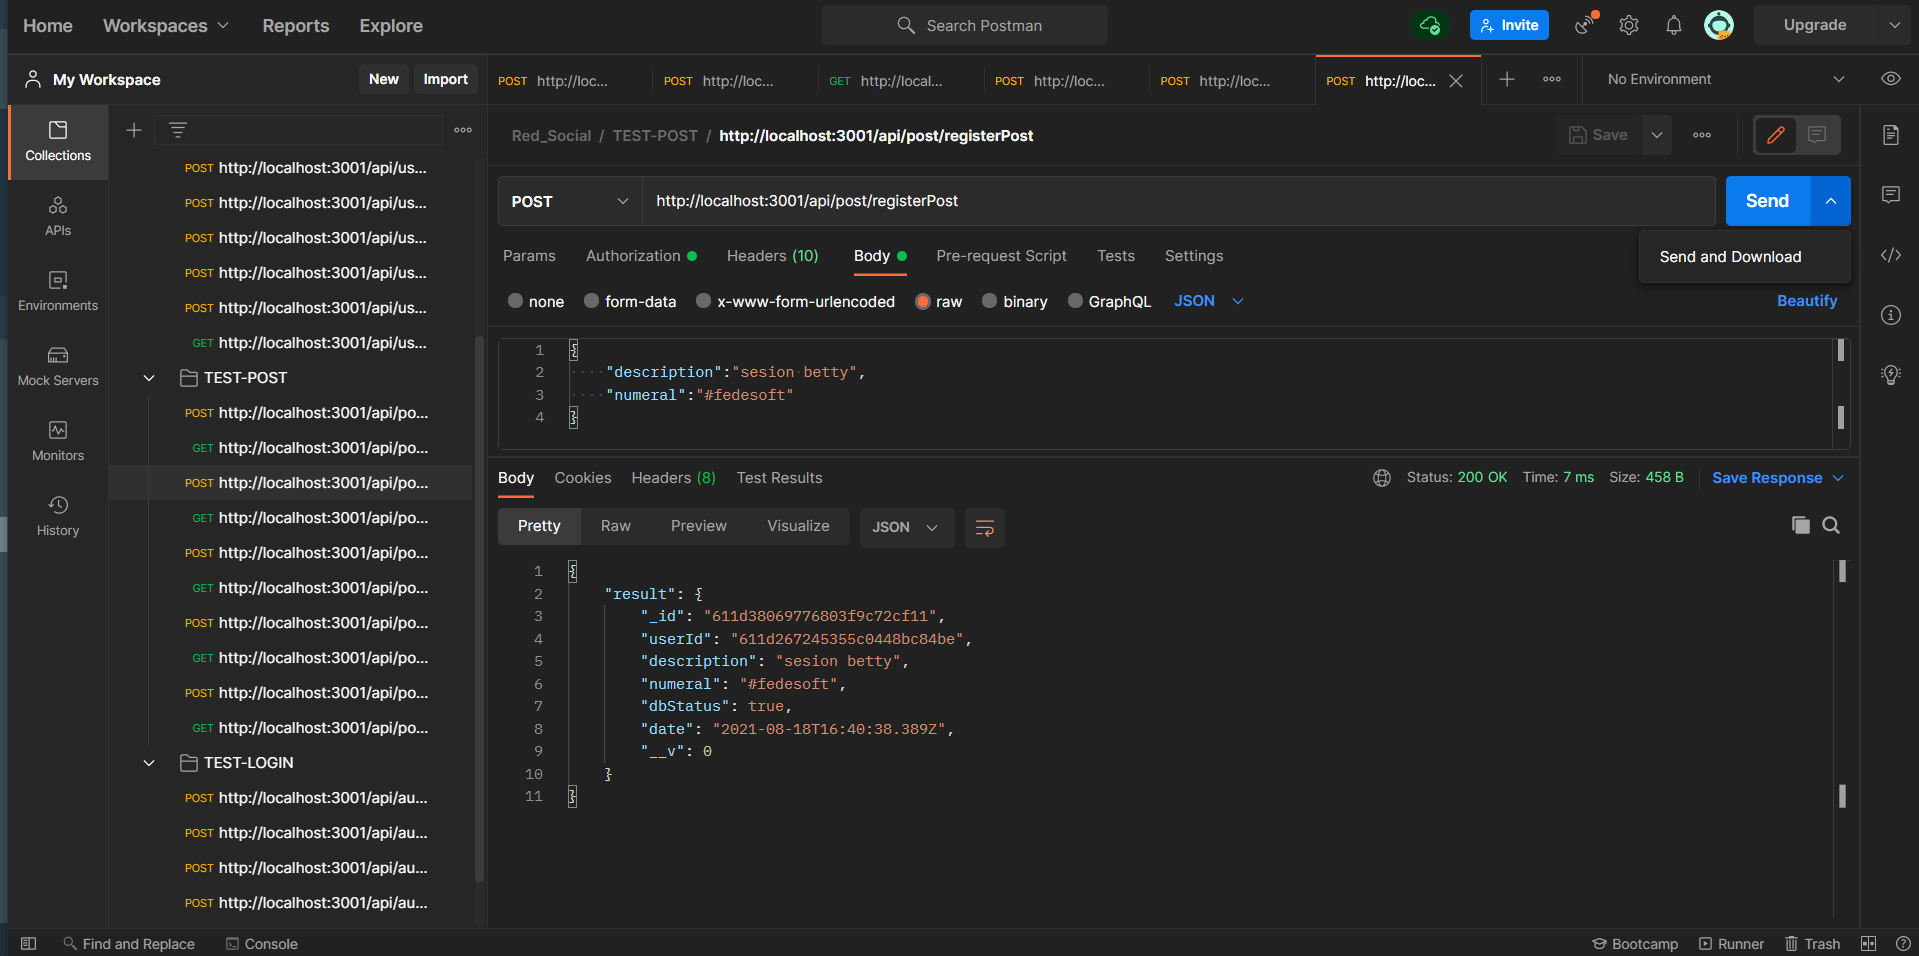 Home Workspaces Reports Explore Search Postman Invite Upgrade
My Workspace New Import
POST http://loc... POST http://loc... GET http://local... POST http://loc... POST http://loc... POST http://loc... No Environment
Collections
APIs
Environments
Mock Servers
Monitors
History
POST http://localhost:3001/api/us...
POST http://localhost:3001/api/us...
POST http://localhost:3001/api/us...
POST http://localhost:3001/api/us...
POST http://localhost:3001/api/us...
GET http://localhost:3001/api/us...
TEST-POST
POST http://localhost:3001/api/po...
GET http://localhost:3001/api/po...
POST http://localhost:3001/api/po...
GET http://localhost:3001/api/po...
POST http://localhost:3001/api/po...
GET http://localhost:3001/api/po...
POST http://localhost:3001/api/po...
GET http://localhost:3001/api/po...
POST http://localhost:3001/api/po...
GET http://localhost:3001/api/po...
TEST-LOGIN
POST http://localhost:3001/api/au...
POST http://localhost:3001/api/au...
POST http://localhost:3001/api/au...
POST http://localhost:3001/api/au...
Red_Social / TEST-POST / http://localhost:3001/api/post/registerPost Save
POST http://localhost:3001/api/post/registerPost Send
Send and Download
Params Authorization Headers (10) Body Pre-request Script Tests Settings
none form-data x-www-form-urlencoded raw binary GraphQL JSON Beautify
1 {
2 "description":"sesion betty",
3 "numeral":"#fedesoft"
4 }
Body Cookies Headers (8) Test Results Status: 200 OK Time: 7 ms Size: 458 B Save Response
Pretty Raw Preview Visualize JSON
1 {
2 "result": {
3 "_id": "611d38069776803f9c72cf11",
4 "userId": "611d267245355c0448bc84be",
5 "description": "sesion betty",
6 "numeral": "#fedesoft",
7 "dbStatus": true,
8 "date": "2021-08-18T16:40:38.389Z",
9 "__v": 0
10 }
11 }
Find and Replace Console Bootcamp Runner Trash